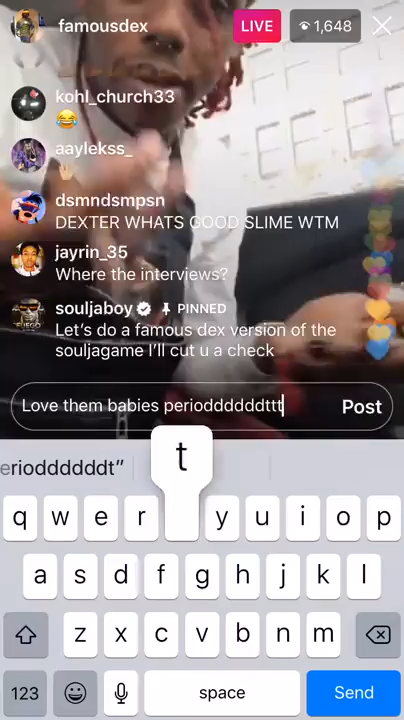 famousdex
LIVE
1,648
kohl_church33
😂
aaylekss_
dsmndsmpsn
DEXTER WHATS GOOD SLIME WTM
jayrin_35
Where the interviews?
souljaboy PINNED
Let's do a famous dex version of the
souljagame I'll cut u a check
Love them babies periodddddddttt
Post
erioddddddt"
t
q w e r y u i o p
a s d f g h j k l
z x c v b n m
123 space Send